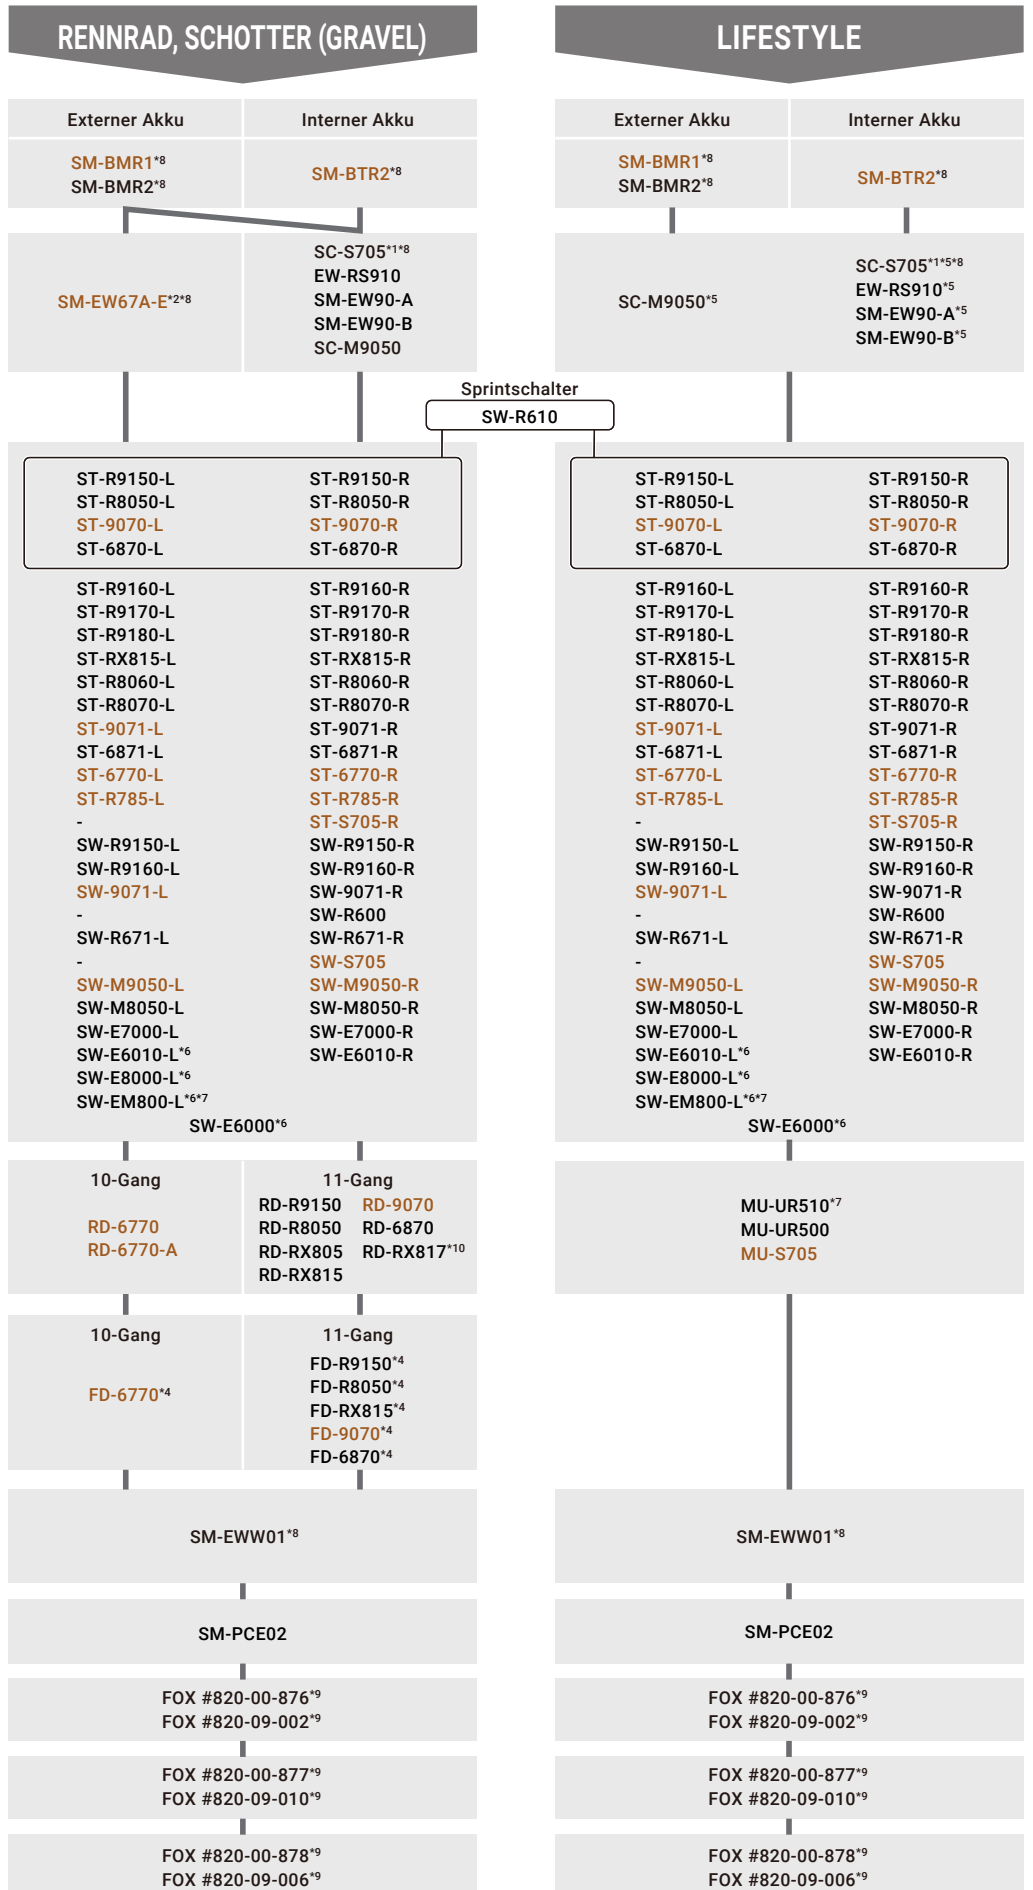 RENNRAD, SCHOTTER (GRAVEL)
Externer Akku
Interner Akku
SM-BMR1*8
SM-BMR2*8
SM-BTR2*8
SM-EW67A-E*2*8
SC-S705*1*8
EW-RS910
SM-EW90-A
SM-EW90-B
SC-M9050
Sprintschalter
SW-R610
ST-R9150-L ST-R9150-R
ST-R8050-L ST-R8050-R
ST-9070-L ST-9070-R
ST-6870-L ST-6870-R
ST-R9160-L ST-R9160-R
ST-R9170-L ST-R9170-R
ST-R9180-L ST-R9180-R
ST-RX815-L ST-RX815-R
ST-R8060-L ST-R8060-R
ST-R8070-L ST-R8070-R
ST-9071-L ST-9071-R
ST-6871-L ST-6871-R
ST-6770-L ST-6770-R
ST-R785-L ST-R785-R
- ST-S705-R
SW-R9150-L SW-R9150-R
SW-R9160-L SW-R9160-R
SW-9071-L SW-9071-R
- SW-R600
SW-R671-L SW-R671-R
- SW-S705
SW-M9050-L SW-M9050-R
SW-M8050-L SW-M8050-R
SW-E7000-L SW-E7000-R
SW-E6010-L*6 SW-E6010-R
SW-E8000-L*6
SW-EM800-L*6*7
SW-E6000*6
10-Gang
RD-6770
RD-6770-A
11-Gang
RD-R9150 RD-9070
RD-R8050 RD-6870
RD-RX805 RD-RX817*10
RD-RX815
10-Gang
FD-6770*4
11-Gang
FD-R9150*4
FD-R8050*4
FD-RX815*4
FD-9070*4
FD-6870*4
SM-EWW01*8
SM-PCE02
FOX #820-00-876*9
FOX #820-09-002*9
FOX #820-00-877*9
FOX #820-09-010*9
FOX #820-00-878*9
FOX #820-09-006*9
LIFESTYLE
Externer Akku
Interner Akku
SM-BMR1*8
SM-BMR2*8
SM-BTR2*8
SC-M9050*5
SC-S705*1*5*8
EW-RS910*5
SM-EW90-A*5
SM-EW90-B*5
ST-R9150-L ST-R9150-R
ST-R8050-L ST-R8050-R
ST-9070-L ST-9070-R
ST-6870-L ST-6870-R
ST-R9160-L ST-R9160-R
ST-R9170-L ST-R9170-R
ST-R9180-L ST-R9180-R
ST-RX815-L ST-RX815-R
ST-R8060-L ST-R8060-R
ST-R8070-L ST-R8070-R
ST-9071-L ST-9071-R
ST-6871-L ST-6871-R
ST-6770-L ST-6770-R
ST-R785-L ST-R785-R
- ST-S705-R
SW-R9150-L SW-R9150-R
SW-R9160-L SW-R9160-R
SW-9071-L SW-9071-R
- SW-R600
SW-R671-L SW-R671-R
- SW-S705
SW-M9050-L SW-M9050-R
SW-M8050-L SW-M8050-R
SW-E7000-L SW-E7000-R
SW-E6010-L*6 SW-E6010-R
SW-E8000-L*6
SW-EM800-L*6*7
SW-E6000*6
MU-UR510*7
MU-UR500
MU-S705
SM-EWW01*8
SM-PCE02
FOX #820-00-876*9
FOX #820-09-002*9
FOX #820-00-877*9
FOX #820-09-010*9
FOX #820-00-878*9
FOX #820-09-006*9